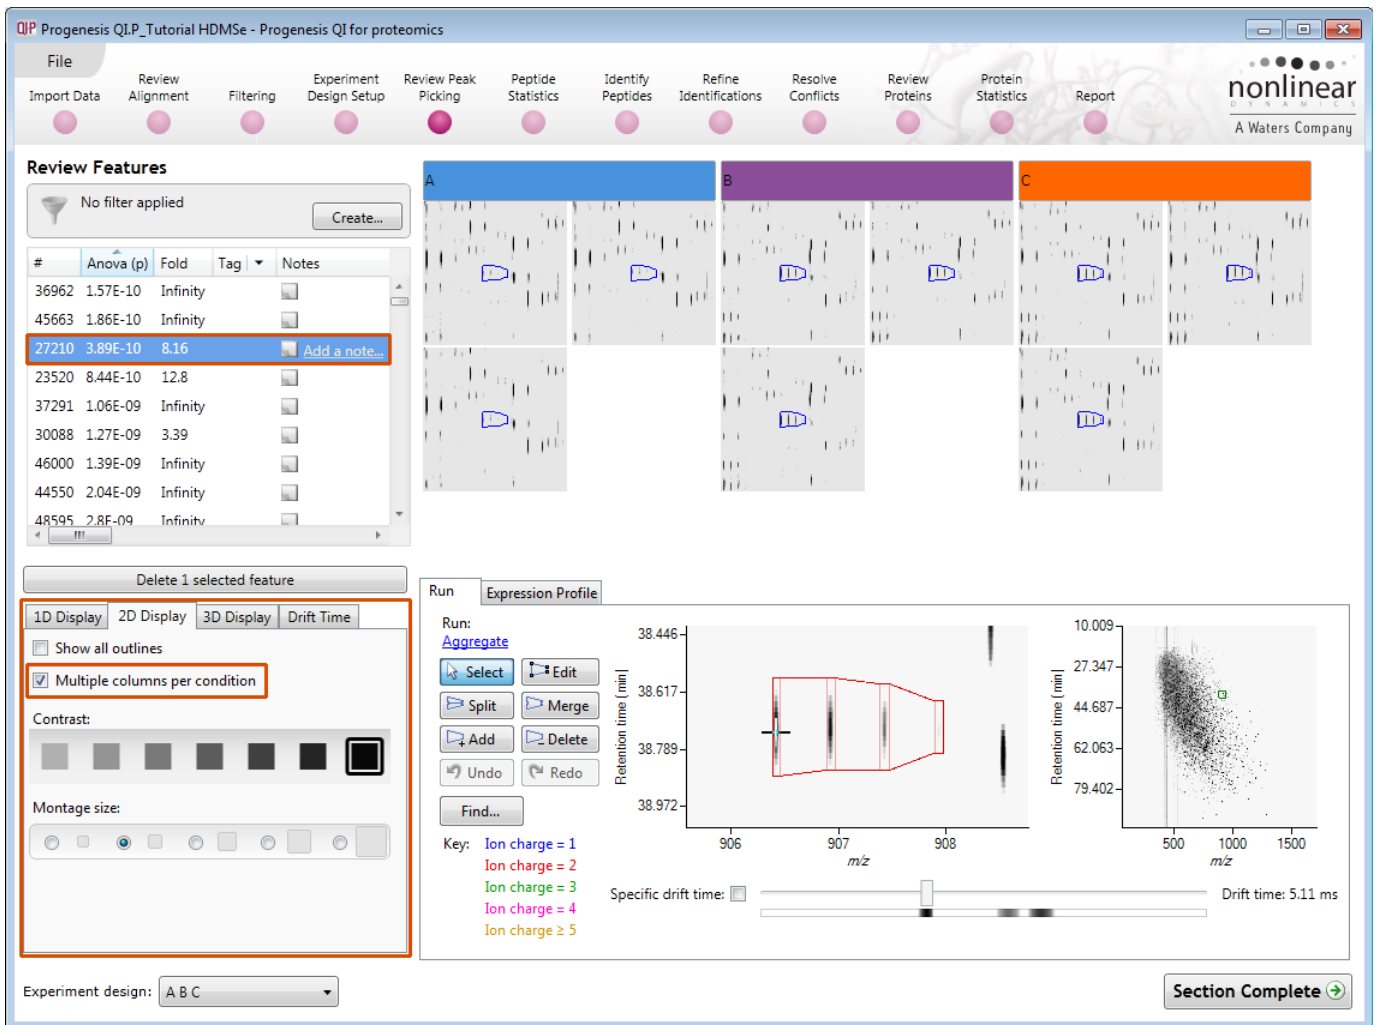 QIP Progenesis QI.P_Tutorial HDMSe - Progenesis QI for proteomics
File
Import Data
Review Alignment
Filtering
Experiment Design Setup
Review Peak Picking
Peptide Statistics
Identify Peptides
Refine Identifications
Resolve Conflicts
Review Proteins
Protein Statistics
Report
nonlinear
DYNAMICS
A Waters Company
Review Features
No filter applied
Create...
# Anova (p) Fold Tag Notes
36962 1.57E-10 Infinity
45663 1.86E-10 Infinity
27210 3.89E-10 8.16 Add a note...
23520 8.44E-10 12.8
37291 1.06E-09 Infinity
30088 1.27E-09 3.39
46000 1.39E-09 Infinity
44550 2.04E-09 Infinity
48595 2.8E-09 Infinity
Delete 1 selected feature
1D Display 2D Display 3D Display Drift Time
Show all outlines
Multiple columns per condition
Contrast:
Montage size:
A B C
Run Expression Profile
Run:
Aggregate
Select Edit
Split Merge
Add Delete
Undo Redo
Find...
Key: Ion charge = 1
Ion charge = 2
Ion charge = 3
Ion charge = 4
Ion charge ≥ 5
Retention time (min)
38.446
38.617
38.789
38.972
906 907 908
m/z
Retention time (min)
10.009
27.347
44.687
62.063
79.402
500 1000 1500
m/z
Specific drift time:
Drift time: 5.11 ms
Experiment design: A B C
Section Complete